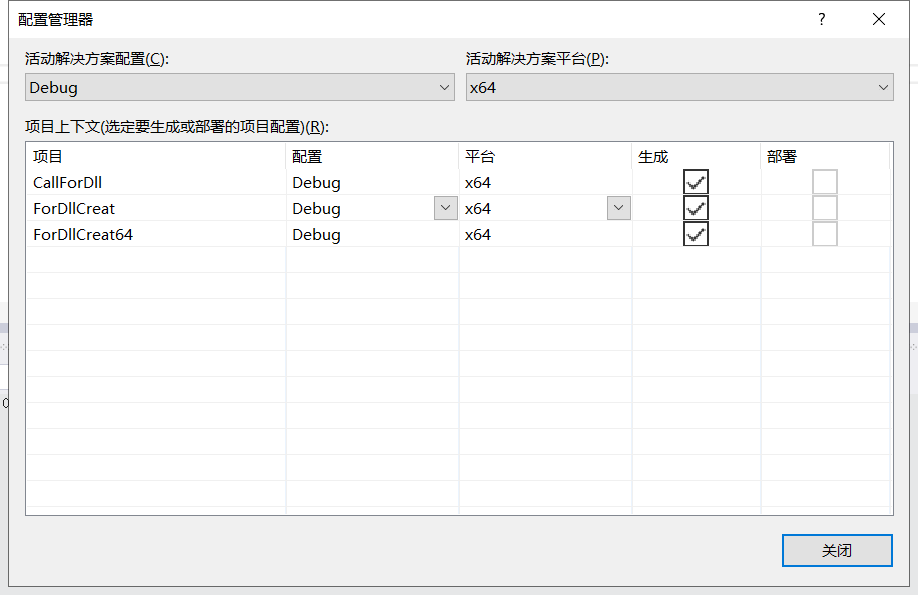 配置管理器 ?
活动解决方案配置(C): 活动解决方案平台(P):
Debug x64
项目上下文(选定要生成或部署的项目配置)(R):
项目 配置 平台 生成 部署
CallForDll Debug x64
ForDllCreat Debug x64
ForDllCreat64 Debug x64
关闭